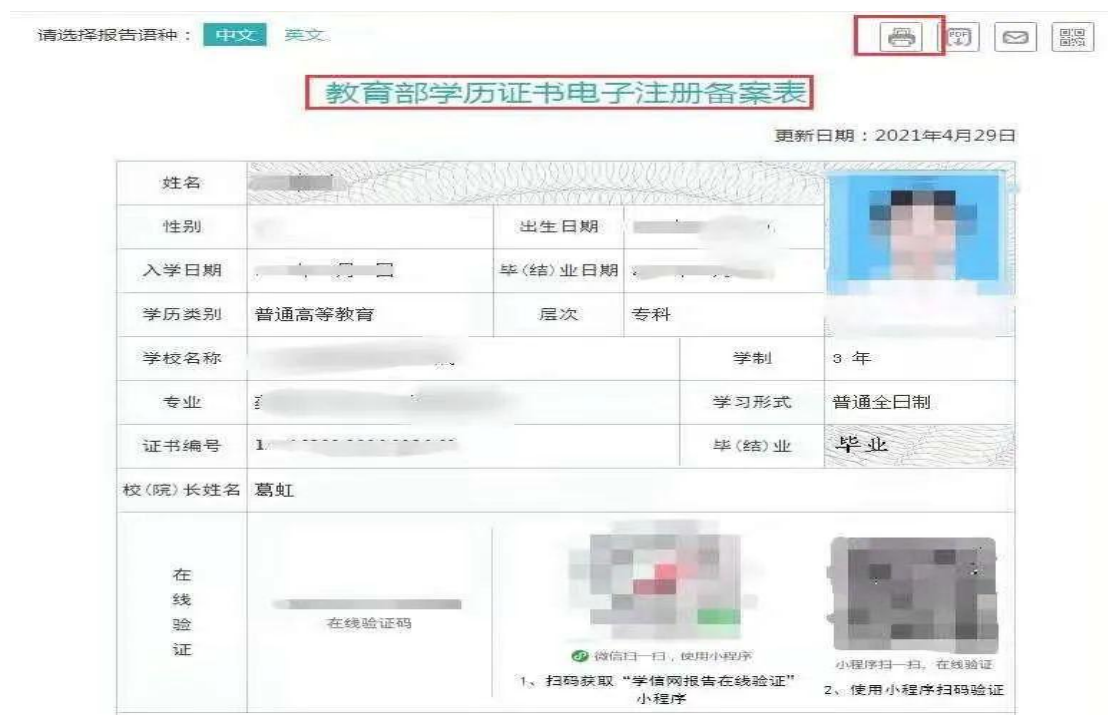 请选择报告语种： 中文 英文
PDF
教育部学历证书电子注册备案表
更新日期：2021年4月29日
姓名
性别 出生日期
入学日期 日 毕（结）业日期
学历类别 普通高等教育 层次 专科
学校名称 学制 3 年
专业 学习形式 普通全日制
证书编号 1 毕（结）业 毕业
校（院）长姓名 葛虹
在线验证
在线验证码
微信扫一扫，使用小程序
1、扫码获取“学信网报告在线验证”
小程序
小程序扫一扫，在线验证
2、使用小程序扫码验证